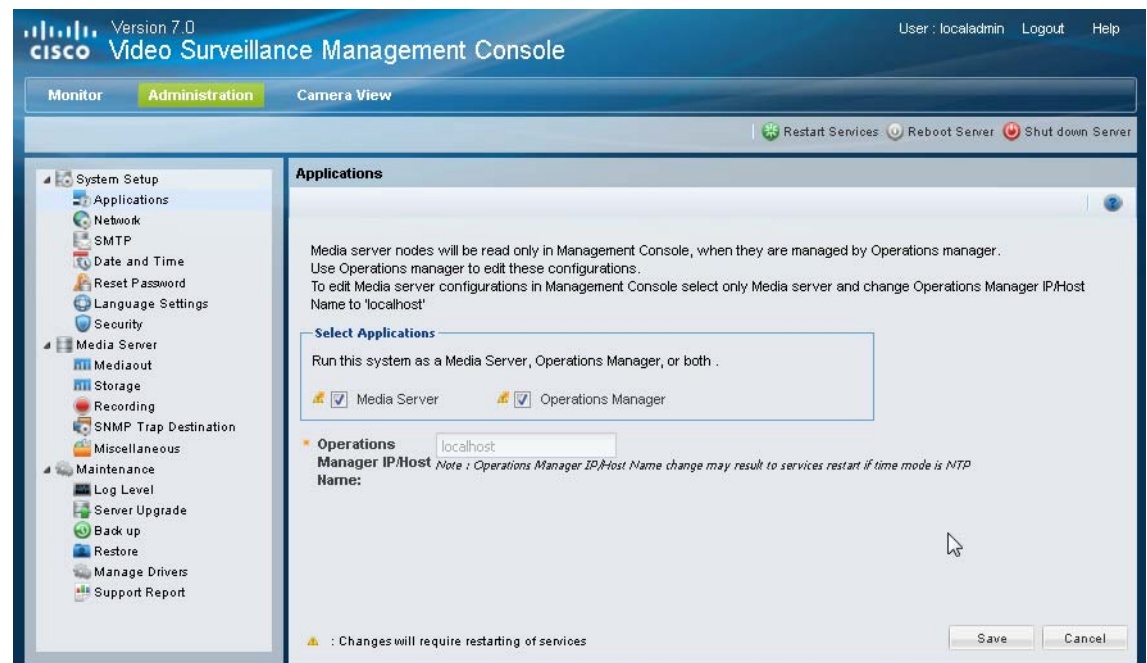 Version 7.0
CISCO Video Surveillance Management Console
User : localadmin Logout Help
Monitor Administration Camera View
Restart Services Reboot Server Shut down Server
System Setup
Applications
Network
SMTP
Date and Time
Reset Password
Language Settings
Security
Media Server
Mediaout
Storage
Recording
SNMP Trap Destination
Miscellaneous
Maintenance
Log Level
Server Upgrade
Back up
Restore
Manage Drivers
Support Report
Applications
Media server nodes will be read only in Management Console, when they are managed by Operations manager.
Use Operations manager to edit these configurations.
To edit Media server configurations in Management Console select only Media server and change Operations Manager IP/Host
Name to 'localhost'
Select Applications
Run this system as a Media Server, Operations Manager, or both .
Media Server Operations Manager
* Operations
Manager IP/Host
Name:
localhost
Note : Operations Manager IP/Host Name change may result to services restart if time mode is NTP
: Changes will require restarting of services
Save Cancel